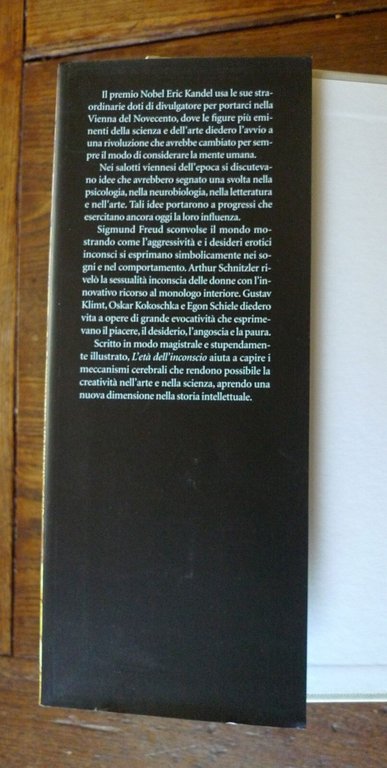 Il premio Nobel Eric Kandel usa le sue stra-
ordinarie doti di divulgatore per portarci nella
Vienna del Novecento, dove le figure più emi-
nenti della scienza e dell'arte diedero l'avvio a
una rivoluzione che avrebbe cambiato per sem-
pre il modo di considerare la mente umana.
Nei salotti viennesi dell'epoca si discuteva-
no idee che avrebbero segnato una svolta nella
psicologia, nella neurobiologia, nella letteratura
e nell'arte. Tali idee portarono a progressi che
esercitano ancora oggi la loro influenza.
Sigmund Freud sconvolse il mondo mo-
strando come l'aggressività e i desideri erotici
inconsci si esprimano simbolicamente nei so-
gni e nel comportamento. Arthur Schnitzler ri-
velò la sessualità inconscia delle donne con l'in-
novativo ricorso al monologo interiore. Gustav
Klimt, Oskar Kokoschka e Egon Schiele diedero
vita a opere di grande evocatività che esprime-
vano il piacere, il desiderio, l'angoscia e la paura.
Scritto in modo magistrale e stupendamen-
te illustrato, L'età dell'inconscio aiuta a capire i
meccanismi cerebrali che rendono possibile la
creatività nell'arte e nella scienza, aprendo una
nuova dimensione nella storia intellettuale.